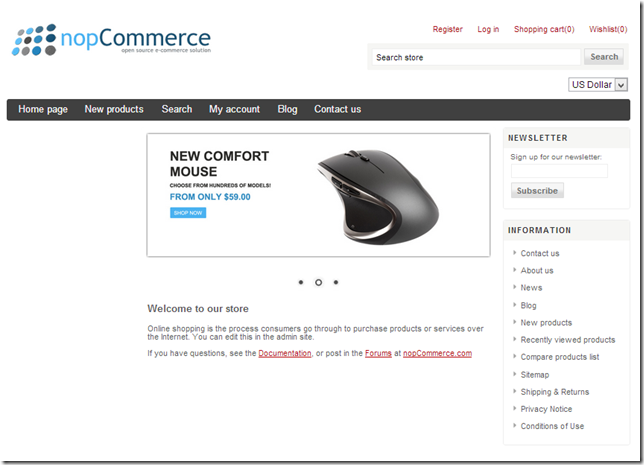 nopCommerce
open source e-commerce solution
Register Log in Shopping cart(0) Wishlist(0)
Search store Search
US Dollar
Home page New products Search My account Blog Contact us
NEW COMFORT
MOUSE
CHOOSE FROM HUNDREDS OF MODELS!
FROM ONLY $59.00
SHOP NOW
Welcome to our store
Online shopping is the process consumers go through to purchase products or services over
the Internet. You can edit this in the admin site.
If you have questions, see the Documentation, or post in the Forums at nopCommerce.com
NEWSLETTER
Sign up for our newsletter:
Subscribe
INFORMATION
Contact us
About us
News
Blog
New products
Recently viewed products
Compare products list
Sitemap
Shipping & Returns
Privacy Notice
Conditions of Use